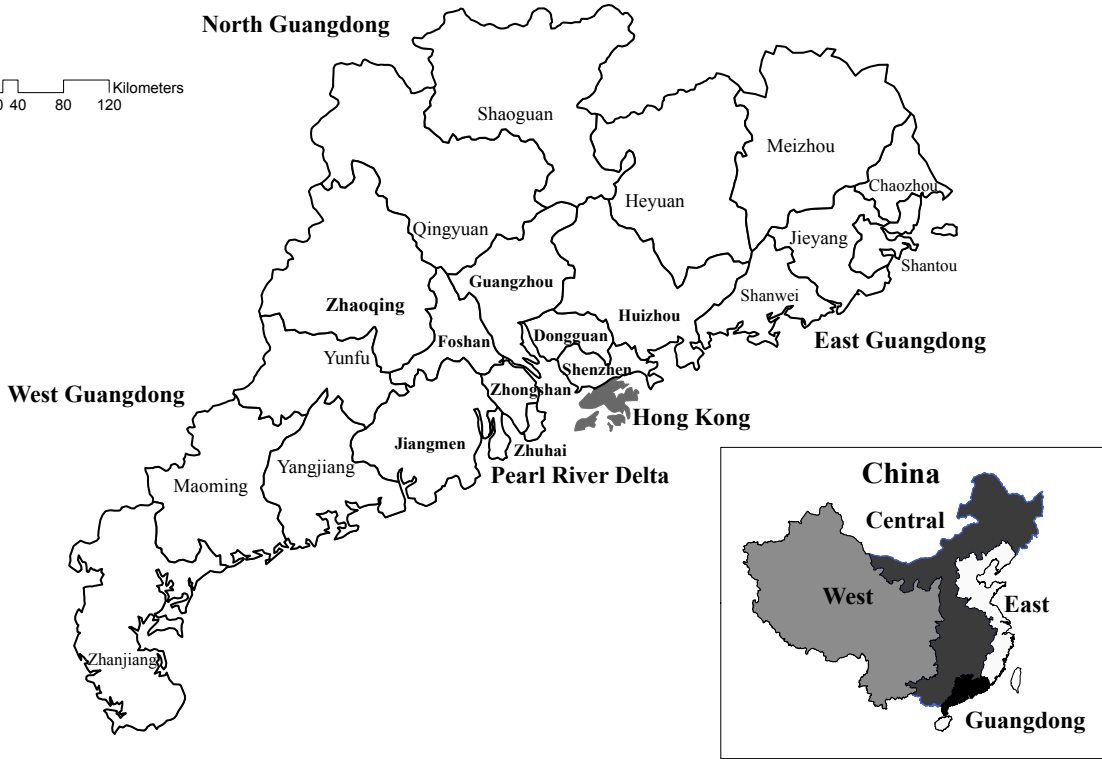 North Guangdong
Kilometers
0 40 80 120
Shaoguan
Meizhou
Chaozhou
Heyuan
Qingyuan
Jieyang
Shantou
Guangzhou
Shanwei
Zhaoqing
Huizhou
Dongguan
Foshan
East Guangdong
Yunfu
Shenzhen
Zhongshan
West Guangdong
Hong Kong
Jiangmen
Zhuhai
Yangjiang
Pearl River Delta
Maoming
Zhanjiang
China
Central
West
East
Guangdong